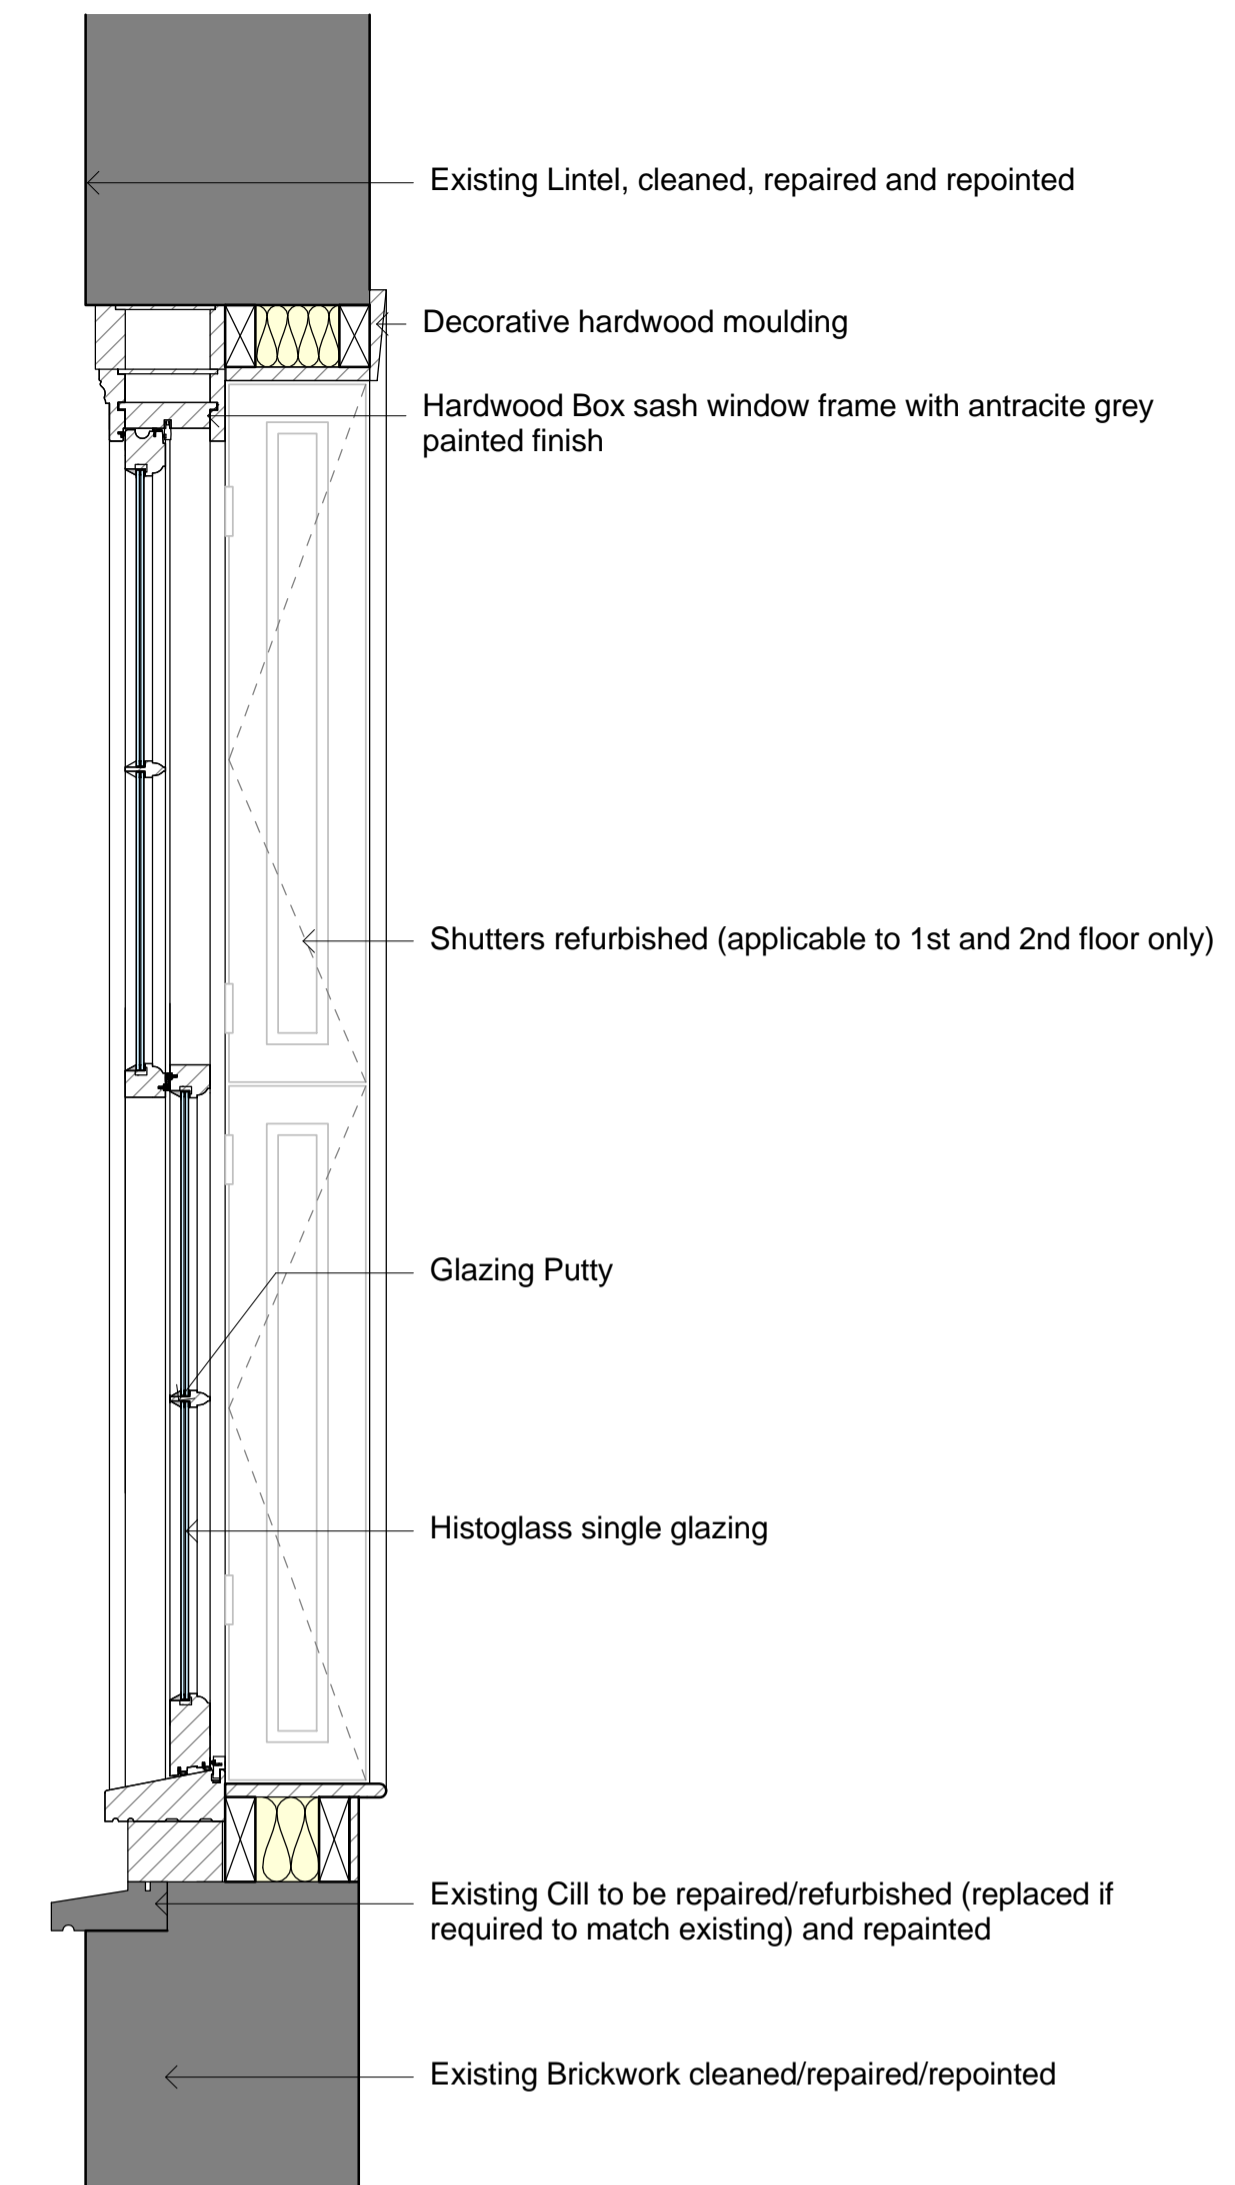 Existing Lintel, cleaned, repaired and repointed
Decorative hardwood moulding
Hardwood Box sash window frame with antracite grey
painted finish
Shutters refurbished (applicable to 1st and 2nd floor only)
Glazing Putty
Histoglass single glazing
Existing Cill to be repaired/refurbished (replaced if
required to match existing) and repainted
Existing Brickwork cleaned/repaired/repointed